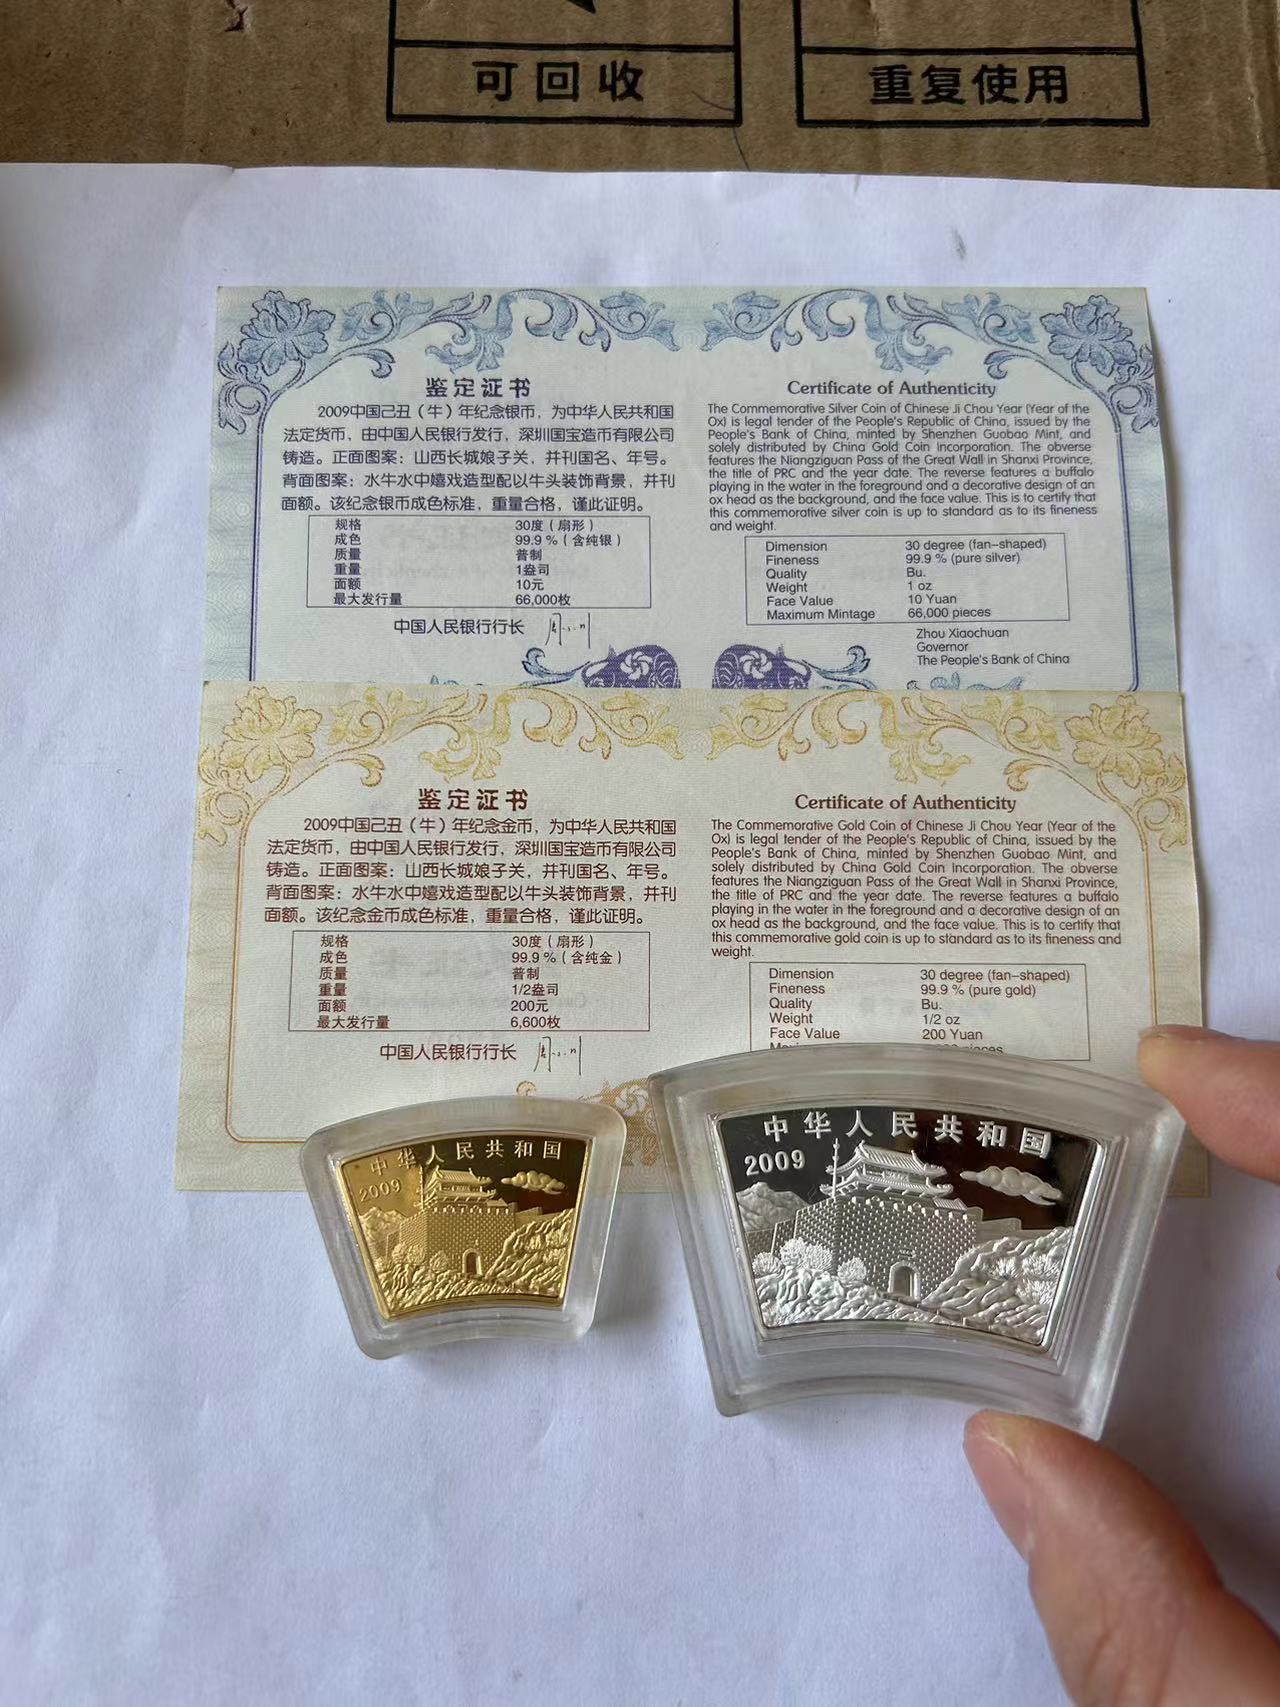 可回收
重复使用
鉴定证书
2009中国己丑（牛）年纪念银币，为中华人民共和国
法定货币，由中国人民银行发行，深圳国宝造币有限公司
铸造。正面图案：山西长城娘子关，并刊国名、年号。
背面图案：水牛水中嬉戏造型配以牛头装饰背景，并刊
面额。该纪念银币成色标准，重量合格，谨此证明。
规格 30度（扇形）
成色 99.9％（含纯银）
质量 普制
重量 1盎司
面额 10元
最大发行量 66,000枚
中国人民银行行长
Certificate of Authenticity
The Commemorative Silver Coin of Chinese Ji Chou Year (Year of the
Ox) is legal tender of the People's Republic of China, issued by the
People's Bank of China, minted by Shenzhen Guobao Mint, and
solely distributed by China Gold Coin Incorporation. The obverse
features the Niangziguan Pass of the Great Wall in Shanxi Province,
the title of PRC and the year date. The reverse features a buffalo
playing in the water in the foreground and a decorative design of an
ox head as the background, and the face value. This is to certify that
this commemorative silver coin is up to standard as to its fineness
and weight.
Dimension 30 degree (fan-shaped)
Fineness 99.9 % (pure silver)
Quality Bu.
Weight 1 oz
Face Value 10 Yuan
Maximum Mintage 66,000 pieces
Zhou Xiaochuan
Governor
The People's Bank of China
鉴定证书
2009中国己丑（牛）年纪念金币，为中华人民共和国
法定货币，由中国人民银行发行，深圳国宝造币有限公司
铸造。正面图案：山西长城娘子关，并刊国名、年号。
背面图案：水牛水中嬉戏造型配以牛头装饰背景，并刊
面额。该纪念金币成色标准，重量合格，谨此证明。
规格 30度（扇形）
成色 99.9％（含纯金）
质量 普制
重量 1/2盎司
面额 200元
最大发行量 6,600枚
中国人民银行行长
Certificate of Authenticity
The Commemorative Gold Coin of Chinese Ji Chou Year (Year of the
Ox) is legal tender of the People's Republic of China, issued by the
People's Bank of China, minted by Shenzhen Guobao Mint, and
solely distributed by China Gold Coin Incorporation. The obverse
features the Niangziguan Pass of the Great Wall in Shanxi Province,
the title of PRC and the year date. The reverse features a buffalo
playing in the water in the foreground and a decorative design of an
ox head as the background, and the face value. This is to certify that
this commemorative gold coin is up to standard as to its fineness and
weight.
Dimension 30 degree (fan-shaped)
Fineness 99.9 % (pure gold)
Quality Bu.
Weight 1/2 oz
Face Value 200 Yuan
中华人民共和国
2009
中华人民共和国
2009